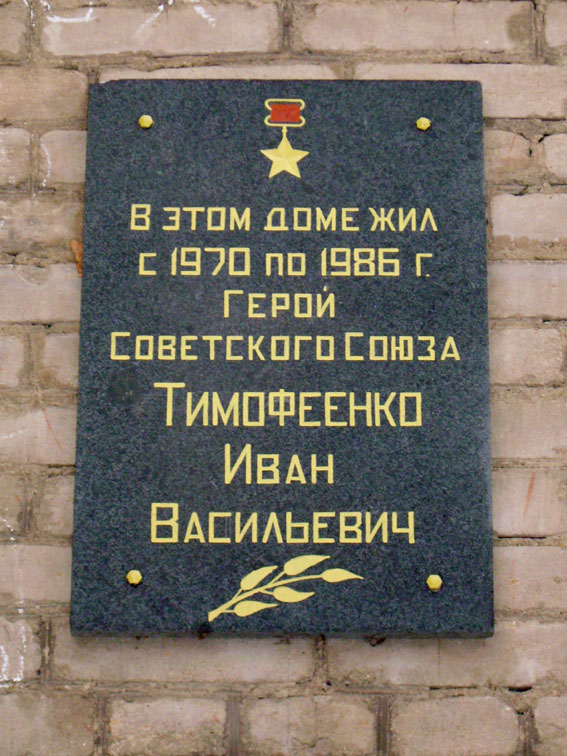 В этом доме жил
с 1970 по 1986 г.
Герой
Советского Союза
Тимофеенко
Иван
Васильевич